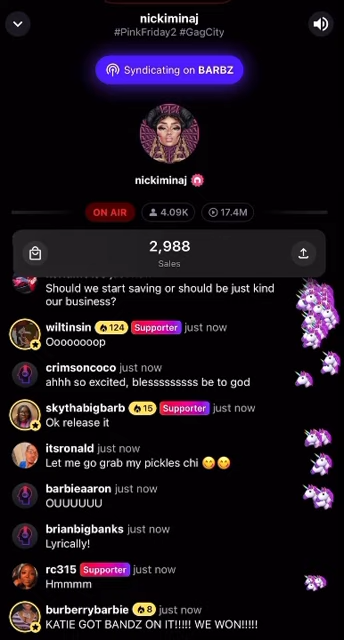 nickiminaj
#PinkFriday2 #GagCity
Syndicating on BARBZ
nickiminaj
ON AIR 4.09K 17.4M
2,988
Sales
Should we start saving or should be just kind
our business?
wiltinsin 124 Supporter just now
Oooooooop
crimsoncoco just now
ahhh so excited, blesssssssss be to god
skythabigbarb 15 Supporter just now
Ok release it
itsronald just now
Let me go grab my pickles chi 😋😋
barbieaaron just now
OUUUUUU
brianbigbanks just now
Lyrically!
rc315 Supporter just now
Hmmmm
burberrybarbie 8 just now
KATIE GOT BANDZ ON IT!!!!! WE WON!!!!!